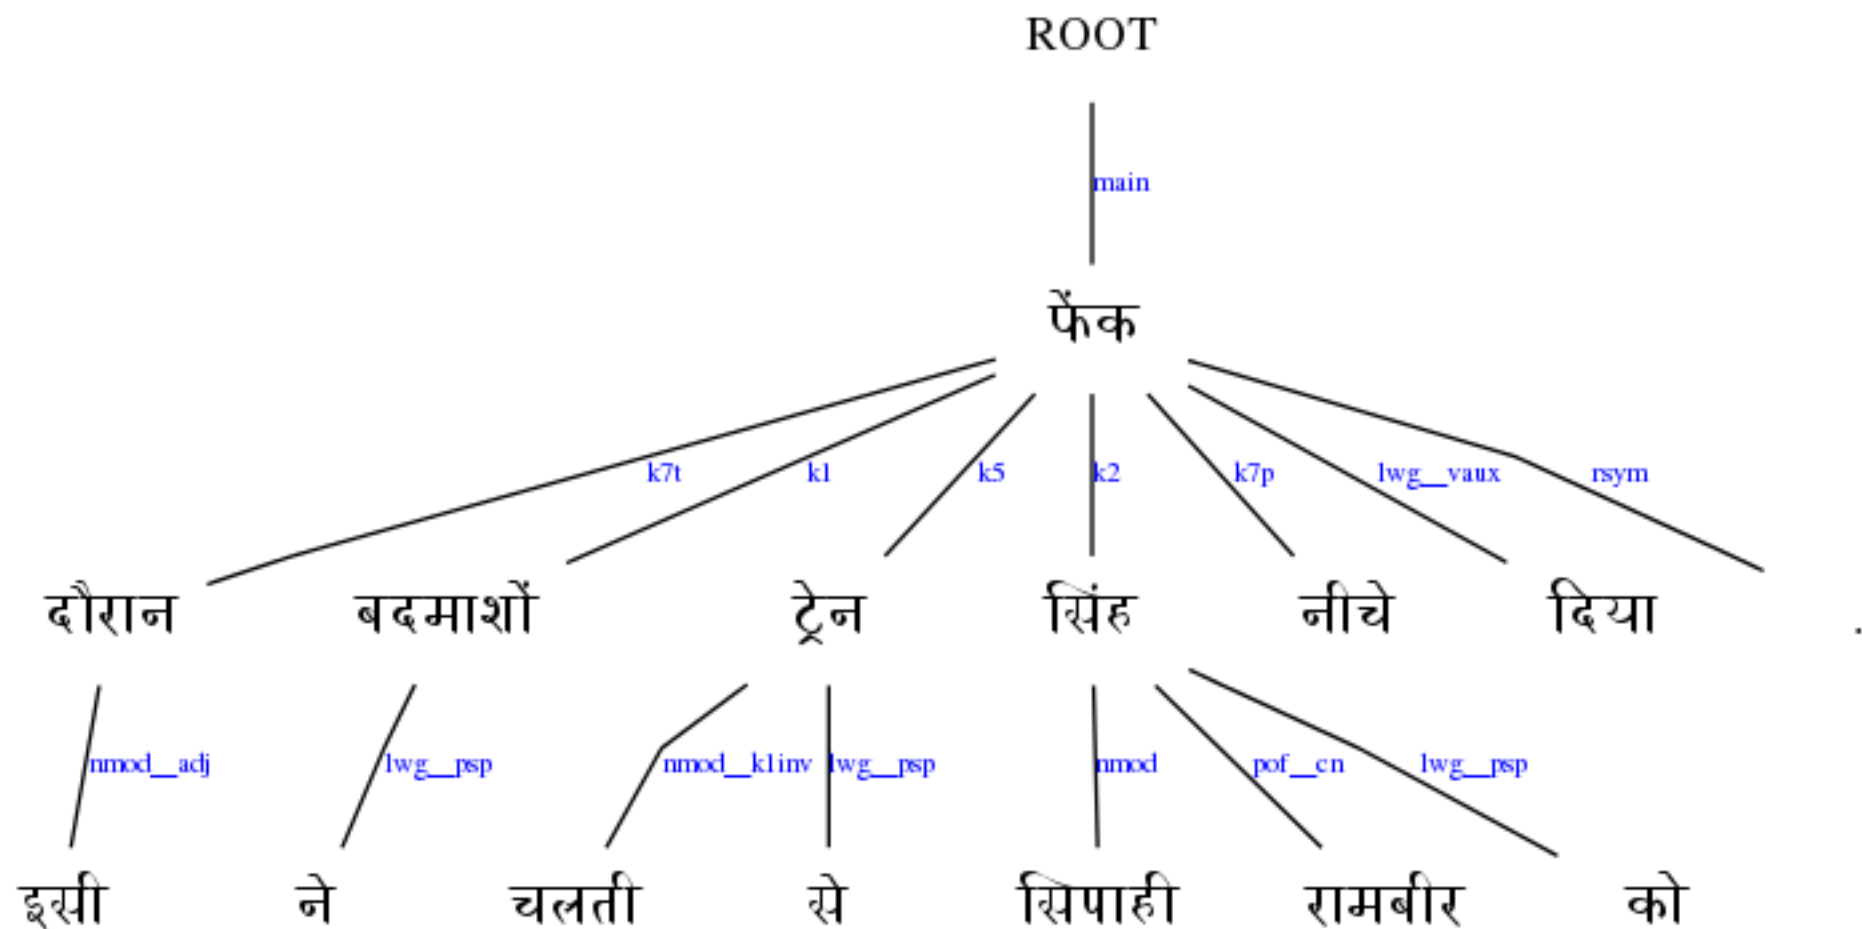 ROOT
main
फेंक
k7t k1 k5 k2 k7p lwg__vaux rsym
दौरान बदमाशों ट्रेन सिंह नीचे दिया .
nmod__adj lwg__psp nmod__k1inv lwg__psp nmod pof__cn lwg__psp
इसी ने चलती से सिपाही रामबीर को